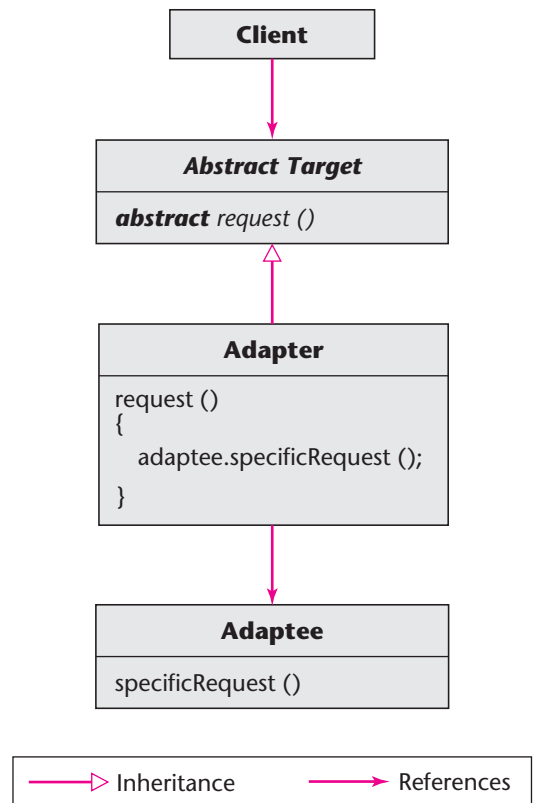 Client
Abstract Target
abstract request ()
Adapter
request ()
{
adaptee.specificRequest ();
}
Adaptee
specificRequest ()
Inheritance
References